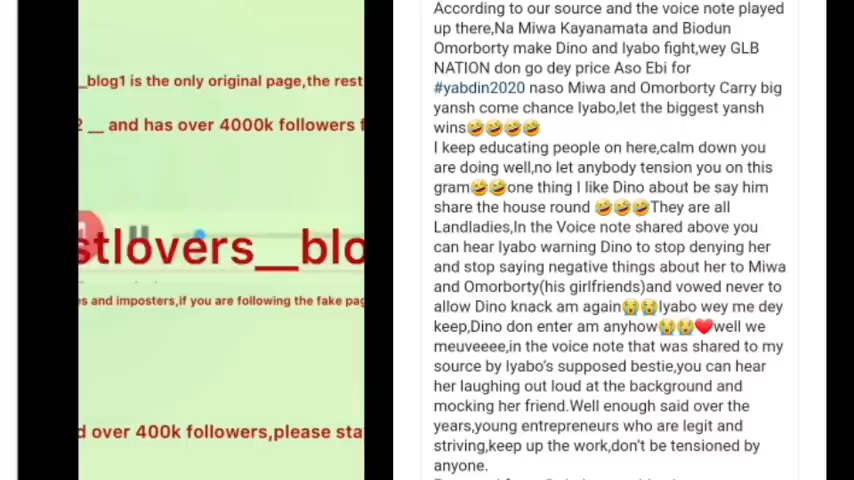 _blog1 is the only original page,the rest
__ and has over 4000k followers
stlovers__blo
s and imposters,if you are following the fake pag
d over 400k followers,please sta
According to our source and the voice note played
up there,Na Miwa Kayanamata and Biodun
Omorborty make Dino and Iyabo fight,wey GLB
NATION don go dey price Aso Ebi for
#yabdin2020 naso Miwa and Omorborty Carry big
yansh come chance Iyabo,let the biggest yansh
wins🤣🤣🤣🤣
I keep educating people on here,calm down you
are doing well,no let anybody tension you on this
gram🤣🤣one thing I like Dino about be say him
share the house round 🤣🤣🤣They are all
Landladies,In the Voice note shared above you
can hear Iyabo warning Dino to stop denying her
and stop saying negative things about her to Miwa
and Omorborty(his girlfriends)and vowed never to
allow Dino knack am again😭😭Iyabo wey me dey
keep,Dino don enter am anyhow😭😭❤️well we
meuveeee,in the voice note that was shared to my
source by Iyabo's supposed bestie,you can hear
her laughing out loud at the background and
mocking her friend.Well enough said over the
years,young entrepreneurs who are legit and
striving,keep up the work,don't be tensioned by
anyone.